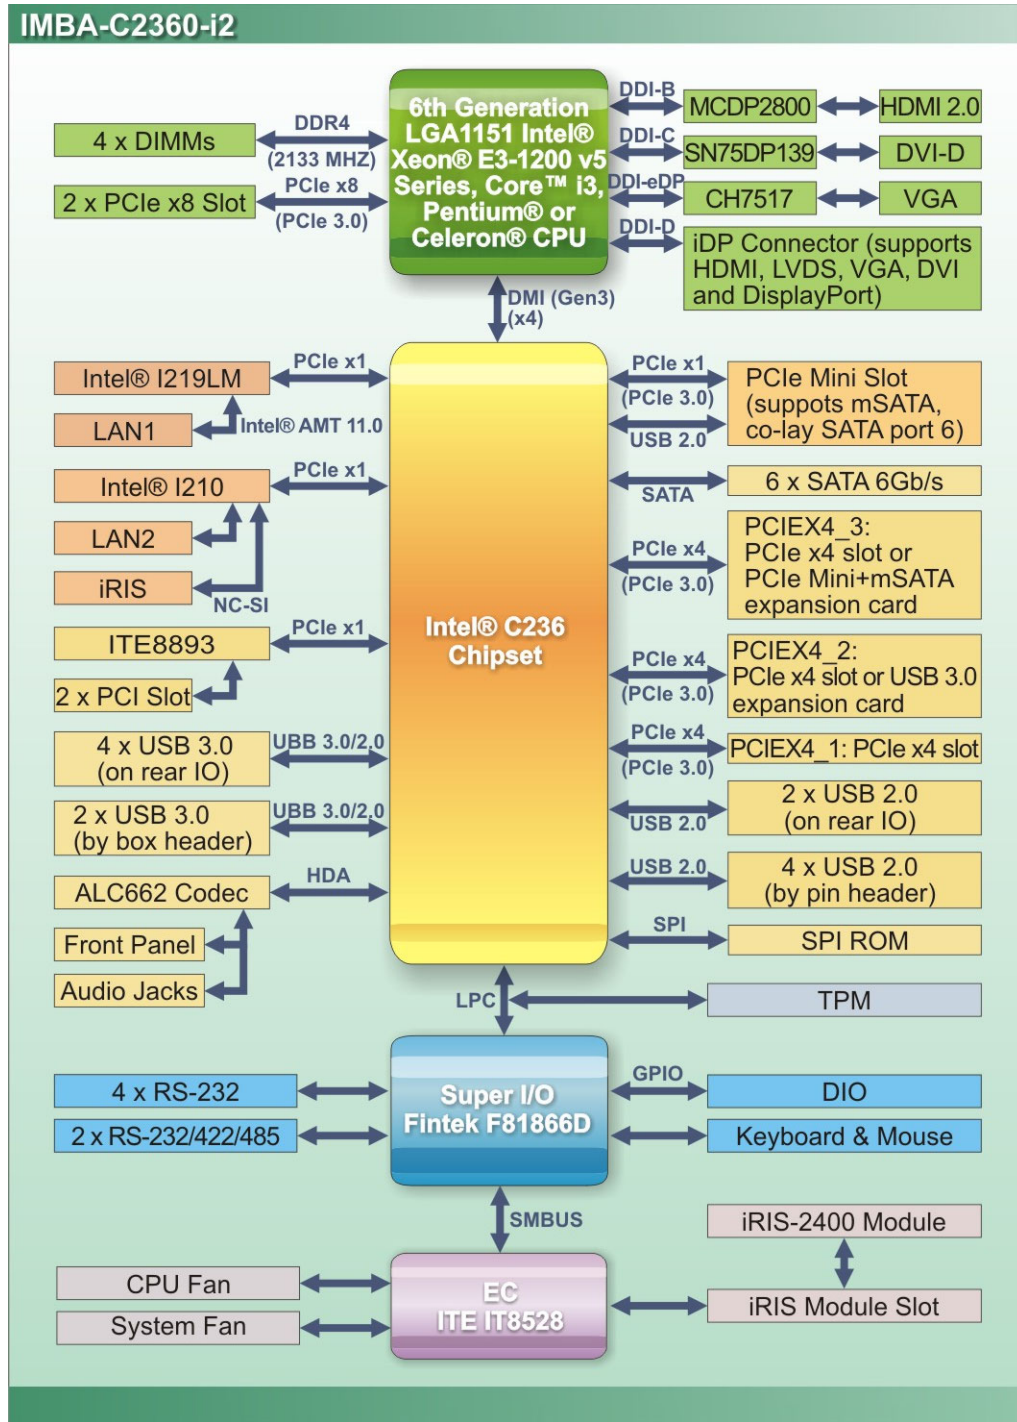 IMBA-C2360-i2
6th Generation
LGA1151 Intel®
Xeon® E3-1200 v5
Series, Core™ i3,
Pentium® or
Celeron® CPU
4 x DIMMs
DDR4
(2133 MHZ)
2 x PCIe x8 Slot
PCIe x8
(PCIe 3.0)
DDI-B
MCDP2800
HDMI 2.0
DDI-C
SN75DP139
DVI-D
DDI-eDP
CH7517
VGA
DDI-D
iDP Connector (supports
HDMI, LVDS, VGA, DVI
and DisplayPort)
DMI (Gen3)
(x4)
Intel® C236
Chipset
Intel® I219LM
PCIe x1
LAN1
Intel® AMT 11.0
Intel® I210
PCIe x1
LAN2
iRIS
NC-SI
ITE8893
PCIe x1
2 x PCI Slot
4 x USB 3.0
(on rear IO)
UBB 3.0/2.0
2 x USB 3.0
(by box header)
UBB 3.0/2.0
ALC662 Codec
HDA
Front Panel
Audio Jacks
PCIe x1
(PCIe 3.0)
USB 2.0
PCIe Mini Slot
(suppots mSATA,
co-lay SATA port 6)
SATA
6 x SATA 6Gb/s
PCIe x4
(PCIe 3.0)
PCIEX4_3:
PCIe x4 slot or
PCIe Mini+mSATA
expansion card
PCIe x4
(PCIe 3.0)
PCIEX4_2:
PCIe x4 slot or USB 3.0
expansion card
PCIe x4
(PCIe 3.0)
PCIEX4_1: PCIe x4 slot
USB 2.0
2 x USB 2.0
(on rear IO)
USB 2.0
4 x USB 2.0
(by pin header)
SPI
SPI ROM
LPC
TPM
Super I/O
Fintek F81866D
4 x RS-232
2 x RS-232/422/485
GPIO
DIO
Keyboard & Mouse
SMBUS
EC
ITE IT8528
CPU Fan
System Fan
iRIS-2400 Module
iRIS Module Slot